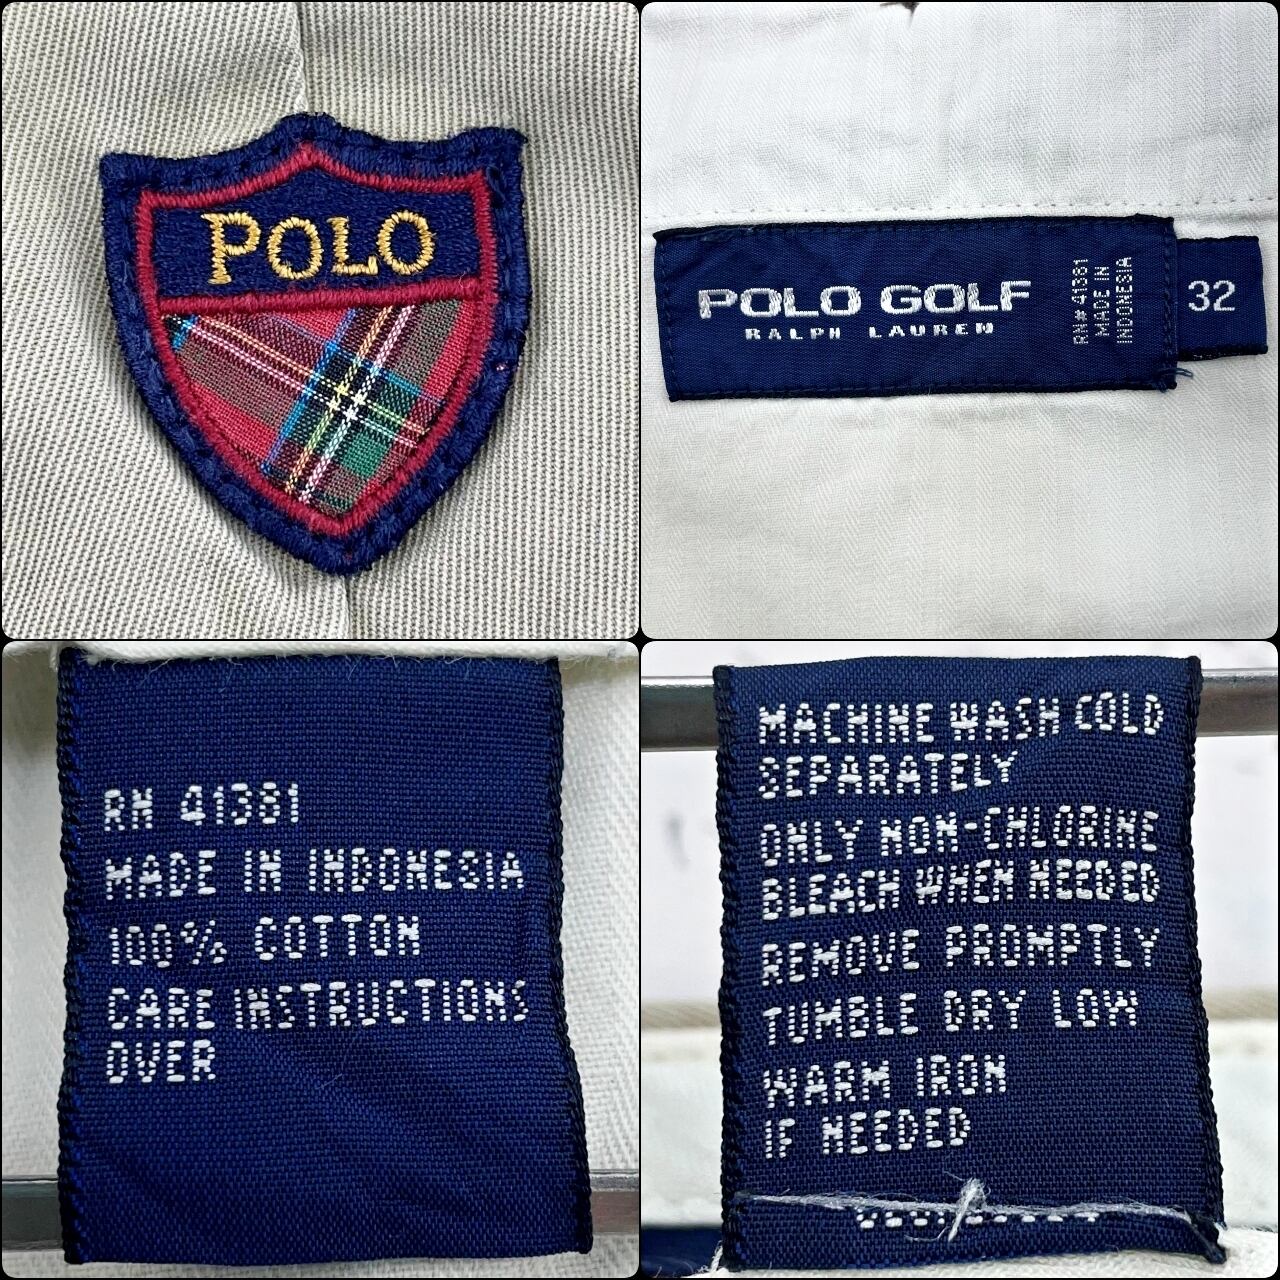 POLO
POLO GOLF
RALPH LAUREN
RN# 41381
MADE IN
INDONESIA
32
RN 41381
MADE IN INDONESIA
100% COTTON
CARE INSTRUCTIONS
OVER
MACHINE WASH COLD
SEPARATELY
ONLY NON-CHLORINE
BLEACH WHEN NEEDED
REMOVE PROMPTLY
TUMBLE DRY LOW
WARM IRON
IF NEEDED